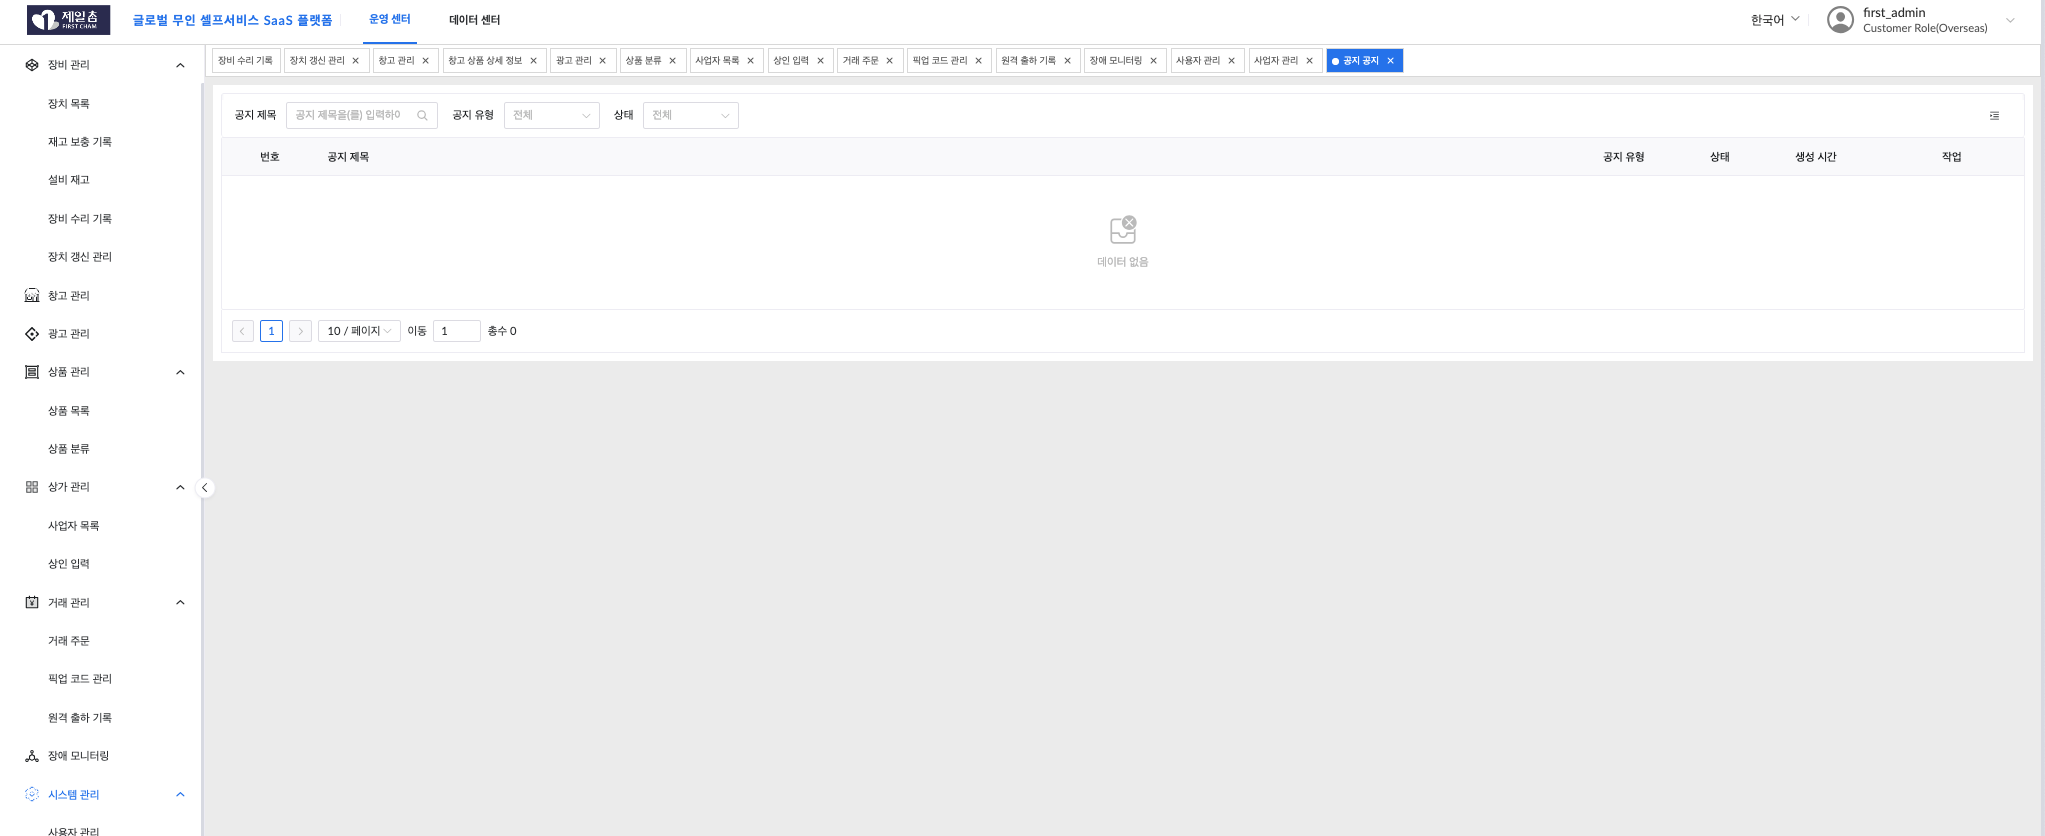 제일참
FIRST CHAM
글로벌 무인 셀프서비스 SaaS 플랫폼
운영 센터
데이터 센터
한국어
first_admin
Customer Role(Overseas)
장비 관리
장치 목록
재고 보충 기록
설비 재고
장비 수리 기록
장치 갱신 관리
창고 관리
광고 관리
상품 관리
상품 목록
상품 분류
상가 관리
사업자 목록
상인 입력
거래 관리
거래 주문
픽업 코드 관리
원격 출하 기록
장애 모니터링
시스템 관리
사용자 관리
장비 수리 기록
장치 갱신 관리
창고 관리
창고 상품 상세 정보
광고 관리
상품 분류
사업자 목록
상인 입력
거래 주문
픽업 코드 관리
원격 출하 기록
장애 모니터링
사용자 관리
사업자 관리
공지 공지
공지 제목
공지 제목을(를) 입력하
공지 유형
전체
상태
전체
번호
공지 제목
공지 유형
상태
생성 시간
작업
데이터 없음
1
10 / 페이지
이동
1
총수 0